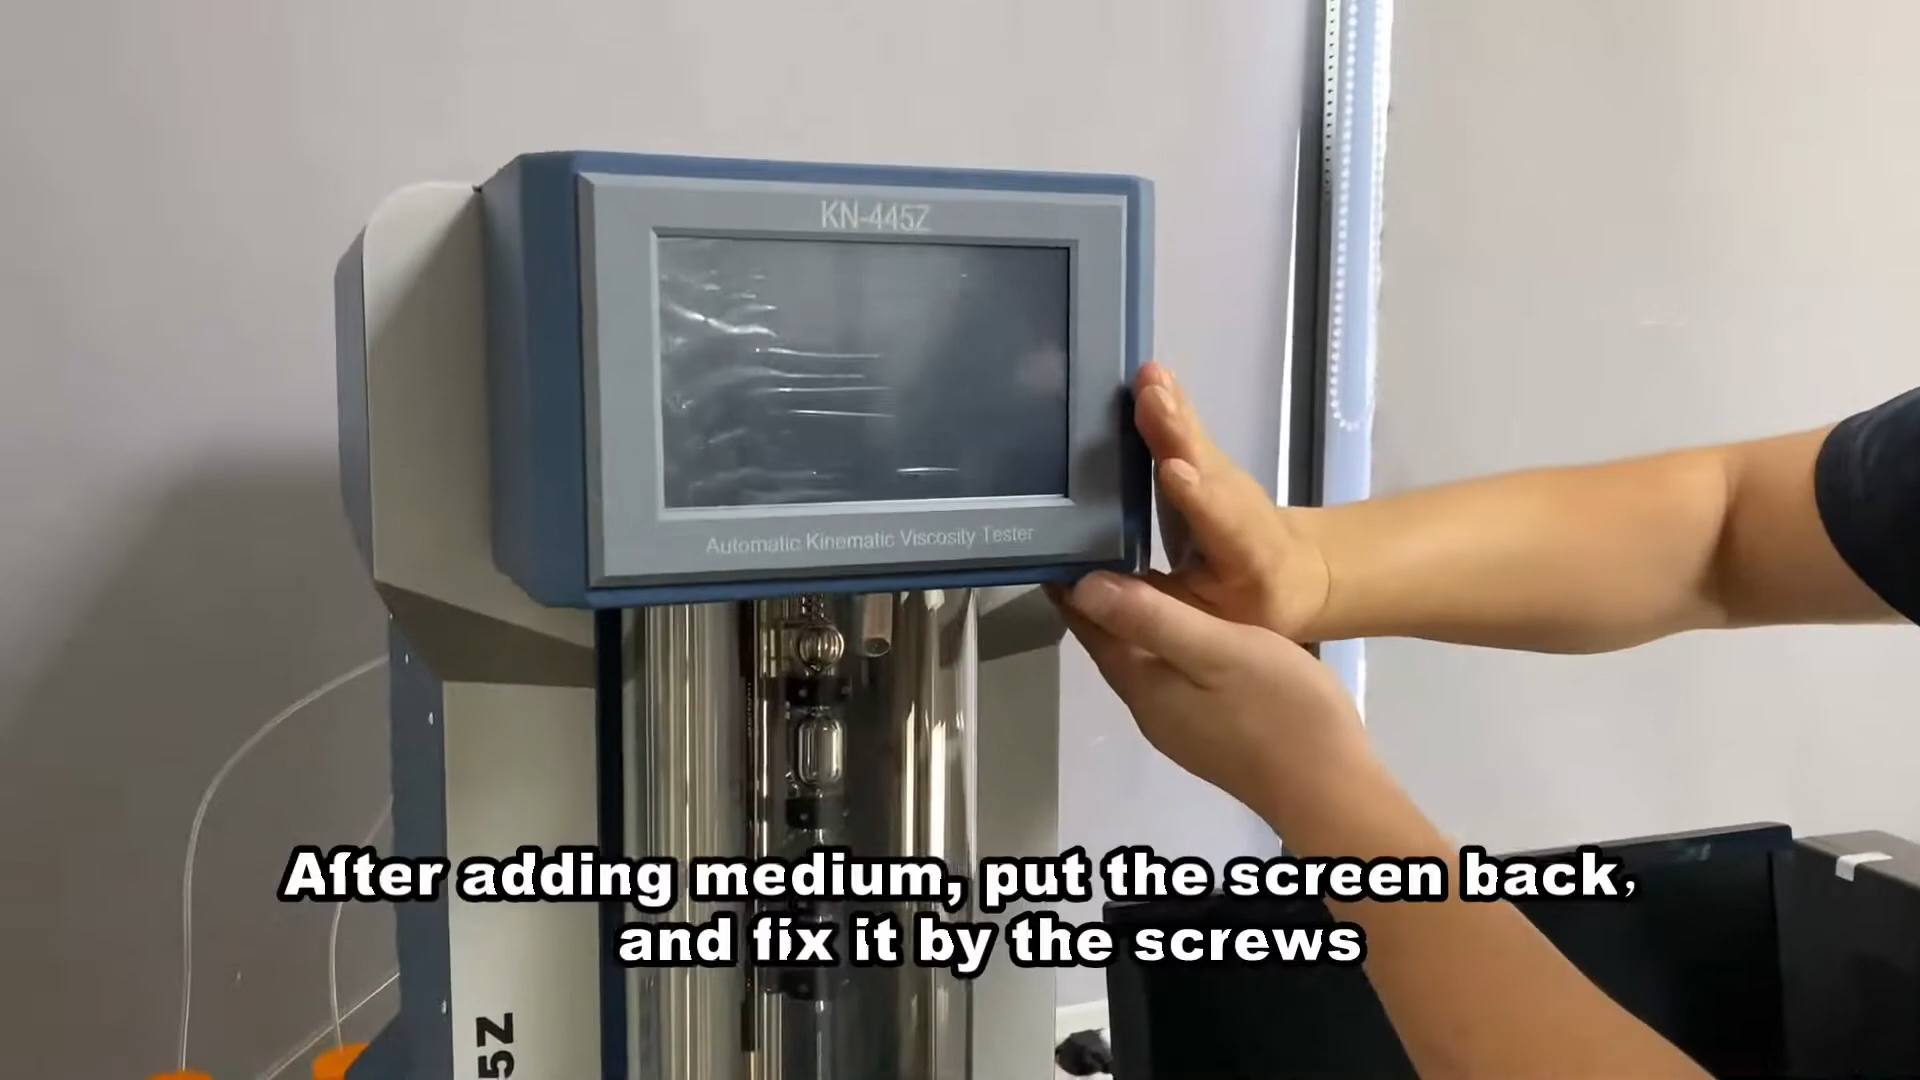 KN-445Z
Automatic Kinematic Viscosity Tester
After adding medium, put the screen back,
and fix it by the screws
5Z